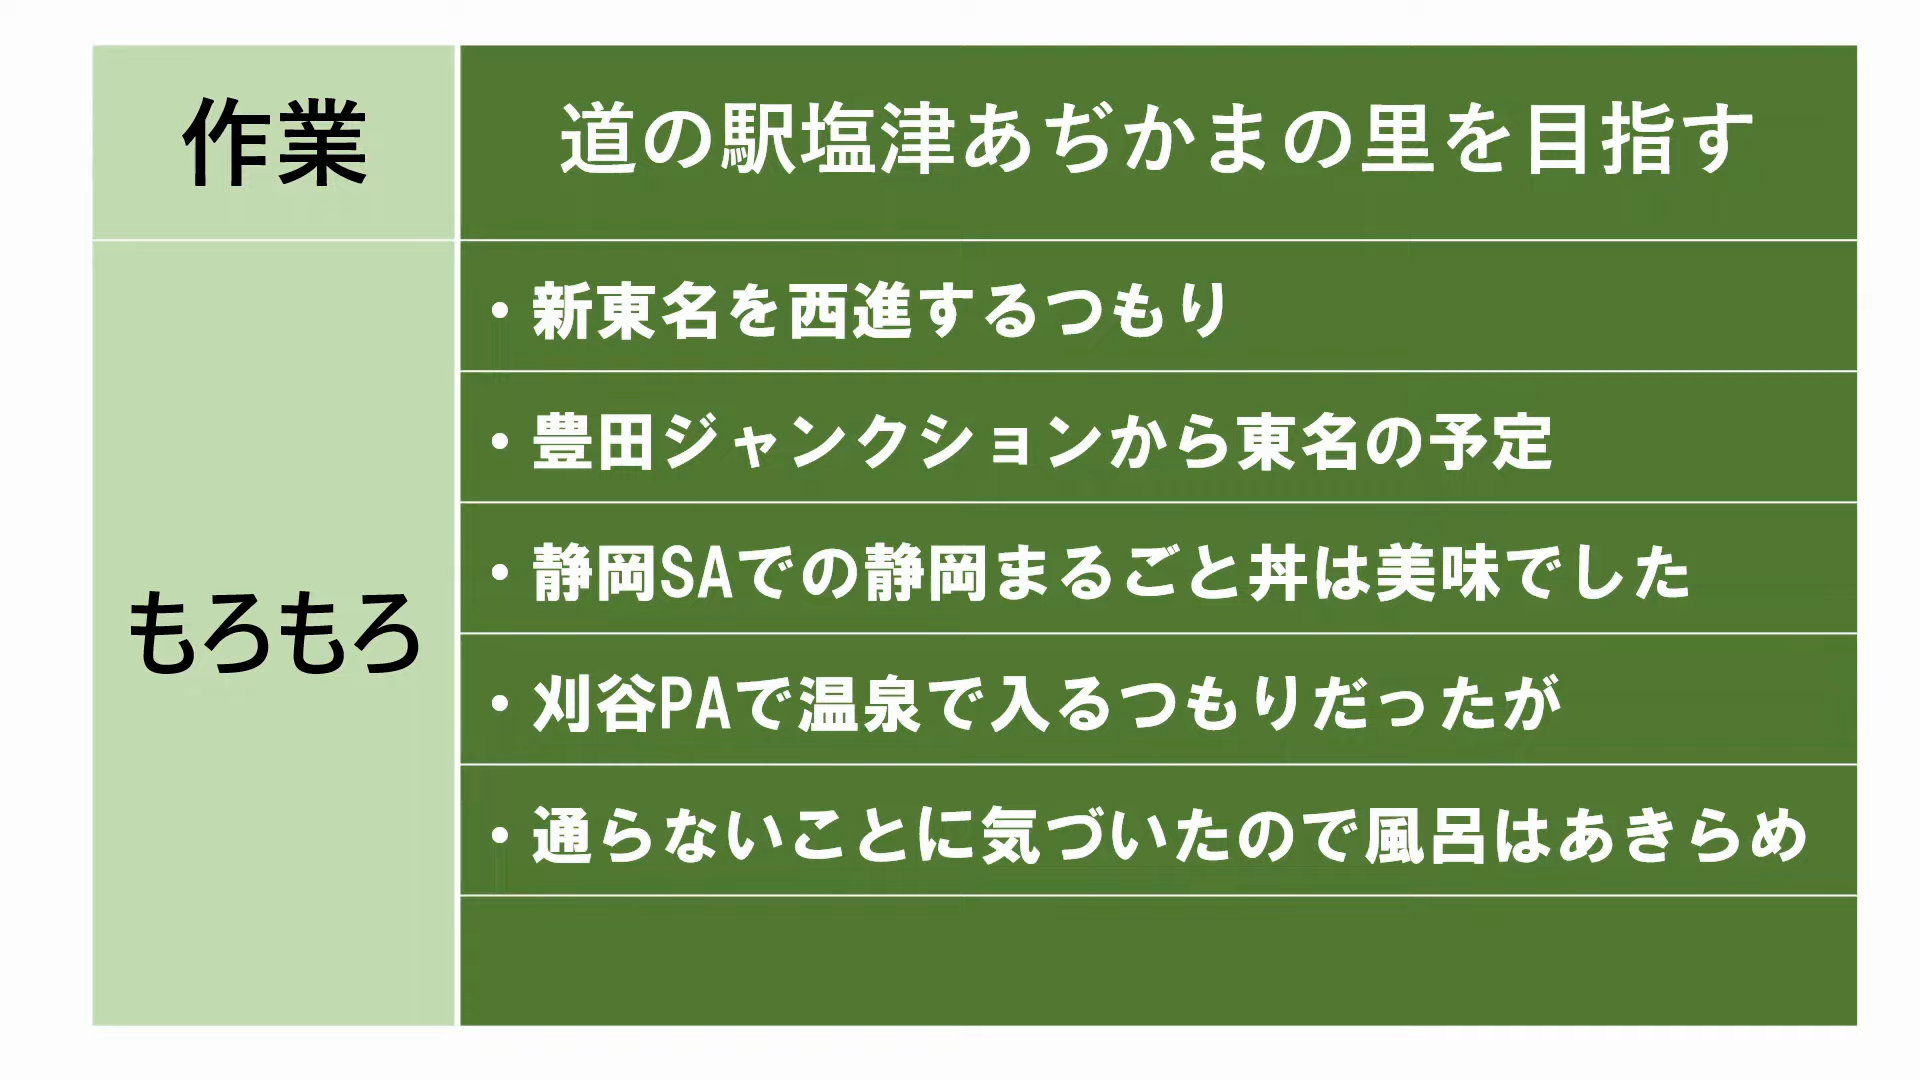 作業
道の駅塩津あぢかまの里を目指す
もろもろ
・新東名を西進するつもり
・豊田ジャンクションから東名の予定
・静岡SAでの静岡まるごと丼は美味でした
・刈谷PAで温泉で入るつもりだったが
・通らないことに気づいたので風呂はあきらめ